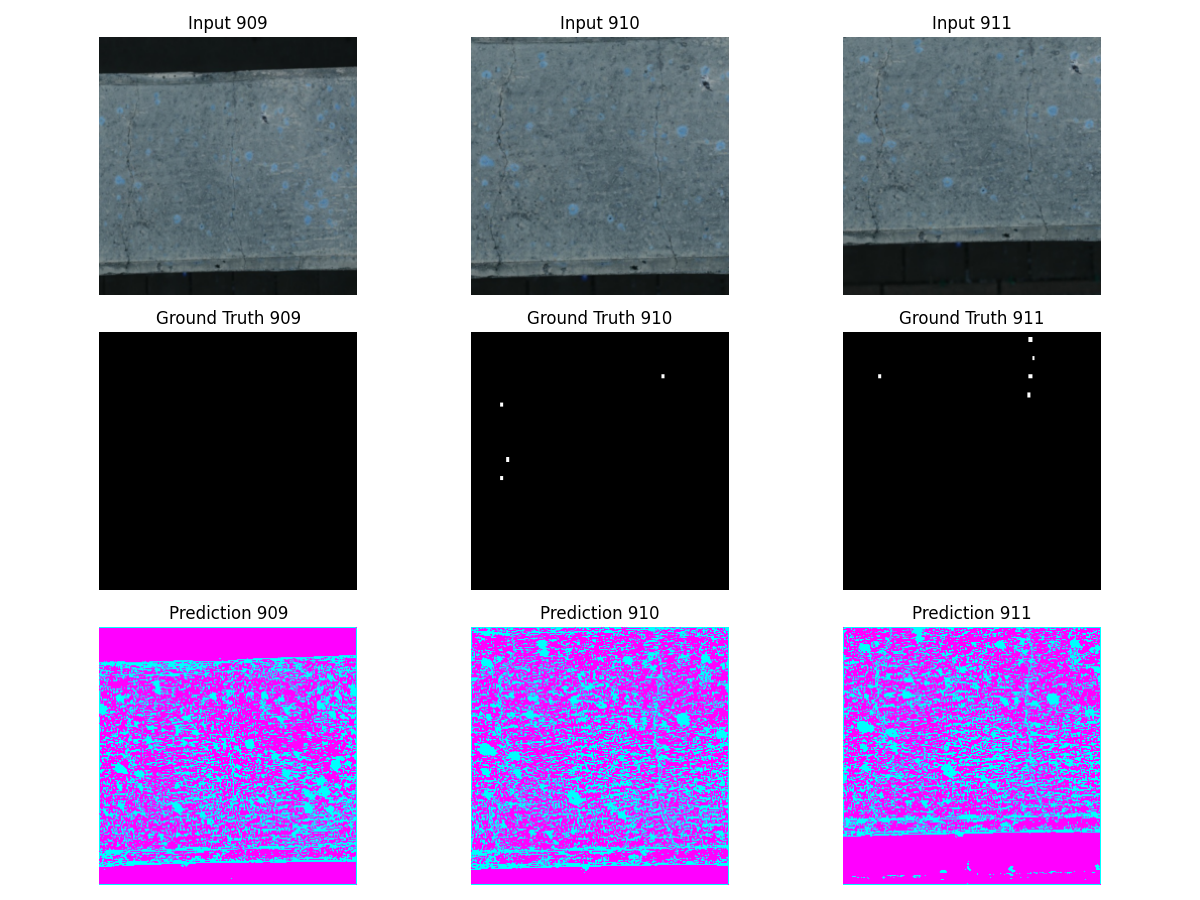 Input 909
Input 910
Input 911
Ground Truth 909
Ground Truth 910
Ground Truth 911
Prediction 909
Prediction 910
Prediction 911